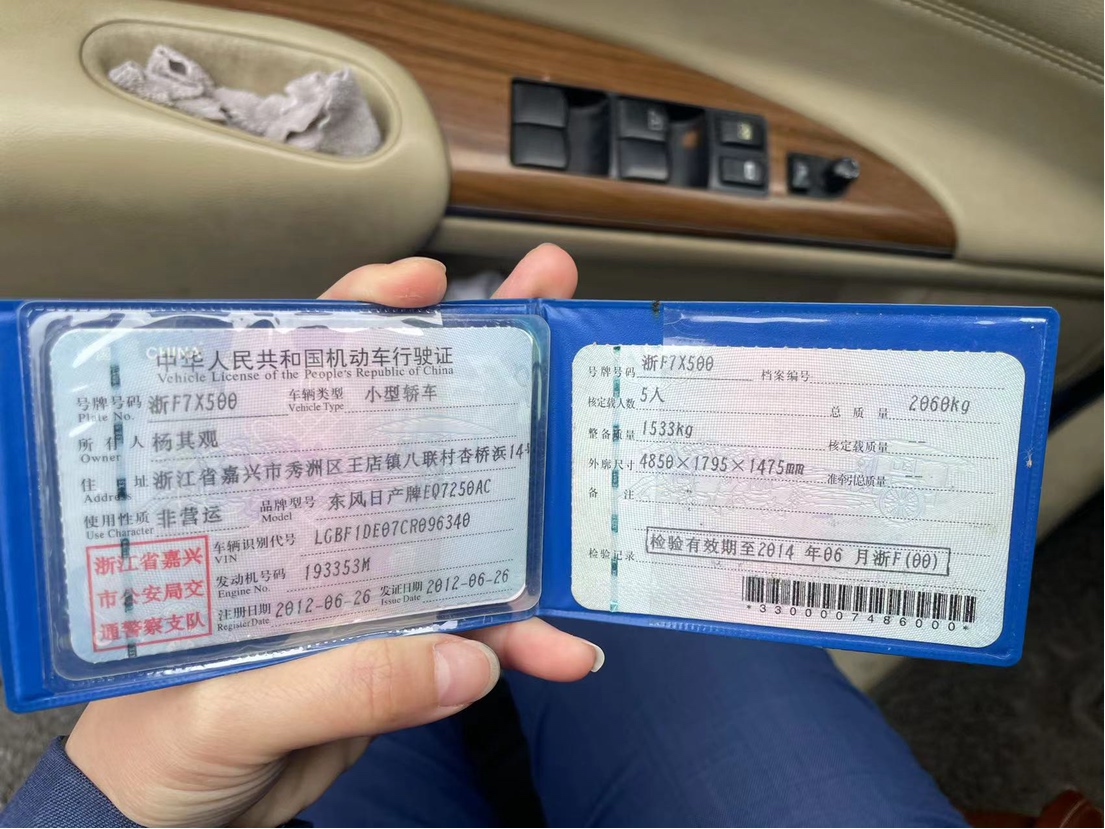 CHINA
中华人民共和国机动车行驶证
Vehicle License of the People's Republic of China
号牌号码 浙F7X500 车辆类型 小型轿车
Plate No. Vehicle Type
所有人 杨其观
Owner
住址 浙江省嘉兴市秀洲区王店镇八联村杏桥浜14
Address
使用性质 非营运 品牌型号 东风日产牌EQ7250AC
Use Character Model
浙江省嘉兴
市公安局交
通警察支队
车辆识别代号 LGBF1DE07CR096340
VIN
发动机号码 193353M
Engine No.
注册日期 2012-06-26 发证日期 2012-06-26
Register Date Issue Date
号牌号码 浙F7X500 档案编号
核定载人数 5人 总质量 2060kg
整备质量 1533kg 核定载质量 --
外廓尺寸 4850×1795×1475mm 准牵引总质量 --
备注
检验记录 检验有效期至2014 年06 月浙F(00)
*3300007486000*